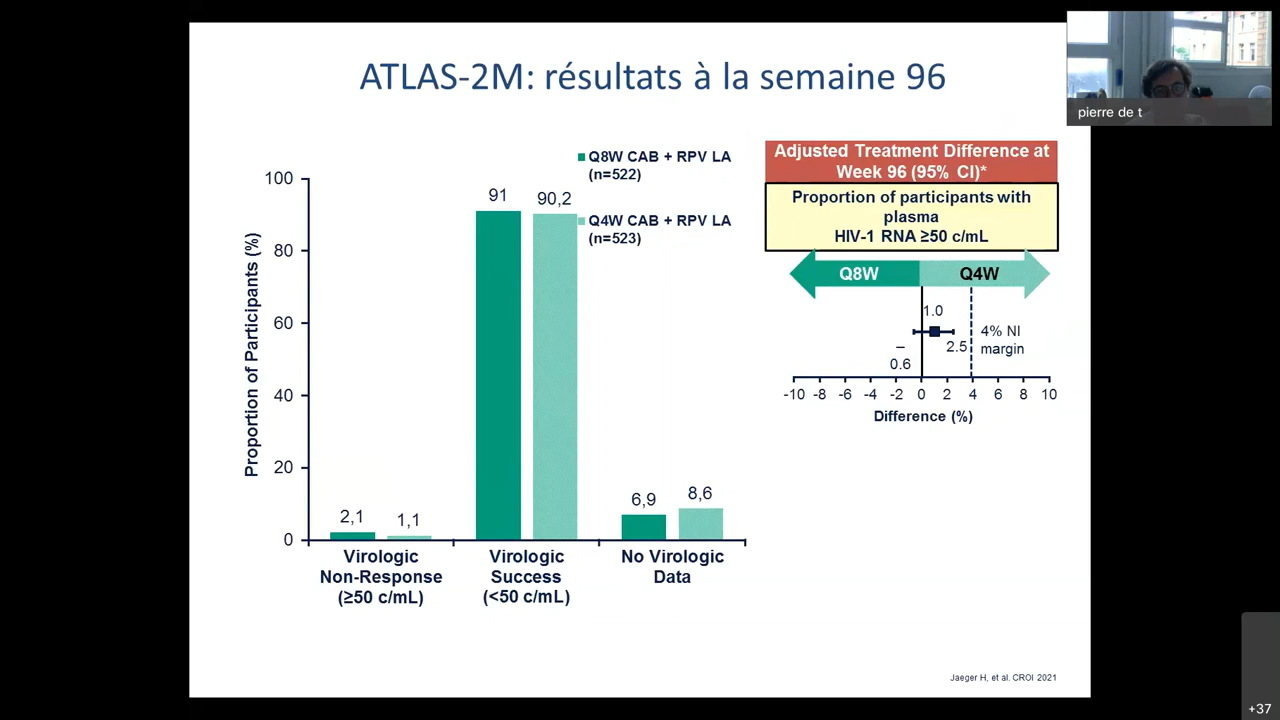 ATLAS-2M: résultats à la semaine 96
pierre de t
Q8W CAB + RPV LA
(n=522)
Q4W CAB + RPV LA
(n=523)
Proportion of Participants (%)
100
80
60
40
20
0
91
90,2
2,1
1,1
6,9
8,6
Virologic
Non-Response
(≥50 c/mL)
Virologic
Success
(<50 c/mL)
No Virologic
Data
Adjusted Treatment Difference at
Week 96 (95% CI)*
Proportion of participants with
plasma
HIV-1 RNA ≥50 c/mL
Q8W
Q4W
1.0
–
0.6
2.5
4% NI
margin
-10 -8 -6 -4 -2 0 2 4 6 8 10
Difference (%)
Jaeger H, et al. CROI 2021
+37